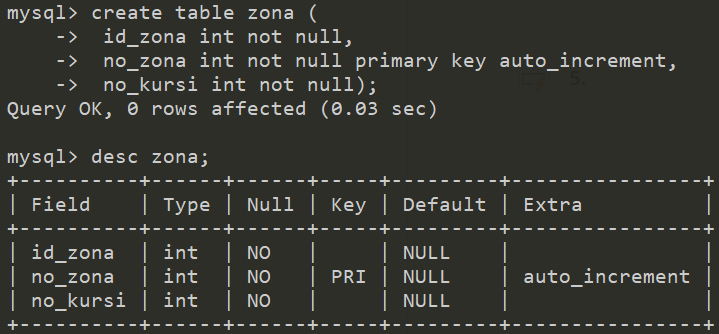 mysql> create table zona (
    ->  id_zona int not null,
    ->  no_zona int not null primary key auto_increment,
    ->  no_kursi int not null);
Query OK, 0 rows affected (0.03 sec)
mysql> desc zona;
+----------+------+------+-----+---------+----------------+
| Field    | Type | Null | Key | Default | Extra          |
+----------+------+------+-----+---------+----------------+
| id_zona  | int  | NO   |     | NULL    |                |
| no_zona  | int  | NO   | PRI | NULL    | auto_increment |
| no_kursi | int  | NO   |     | NULL    |                |
+----------+------+------+-----+---------+----------------+